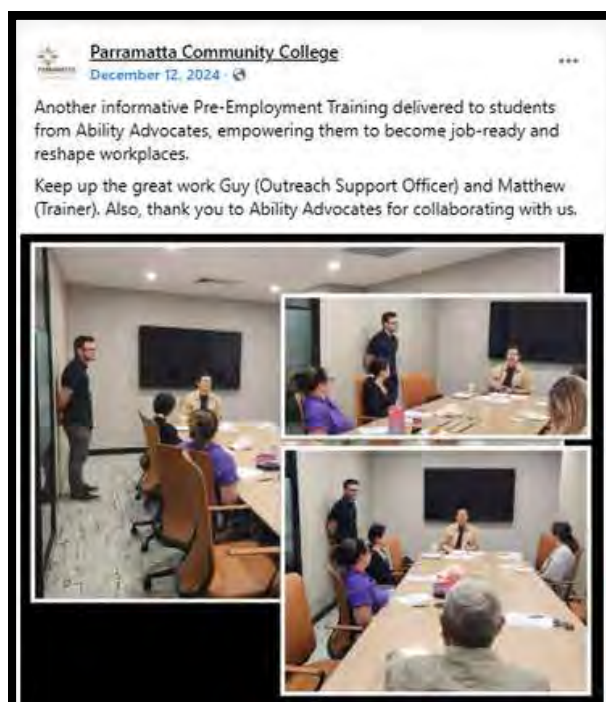 Parramatta Community College
PARRAMATTA
December 12, 2024 ·
Another informative Pre-Employment Training delivered to students
from Ability Advocates, empowering them to become job-ready and
reshape workplaces.
Keep up the great work Guy (Outreach Support Officer) and Matthew
(Trainer). Also, thank you to Ability Advocates for collaborating with us.